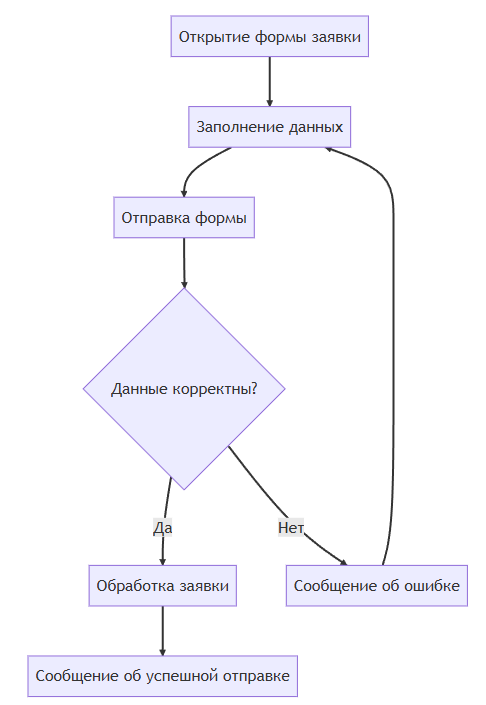 Открытие формы заявки
Заполнение данных
Отправка формы
Данные корректны?
Да
Нет
Обработка заявки
Сообщение об ошибке
Сообщение об успешной отправке